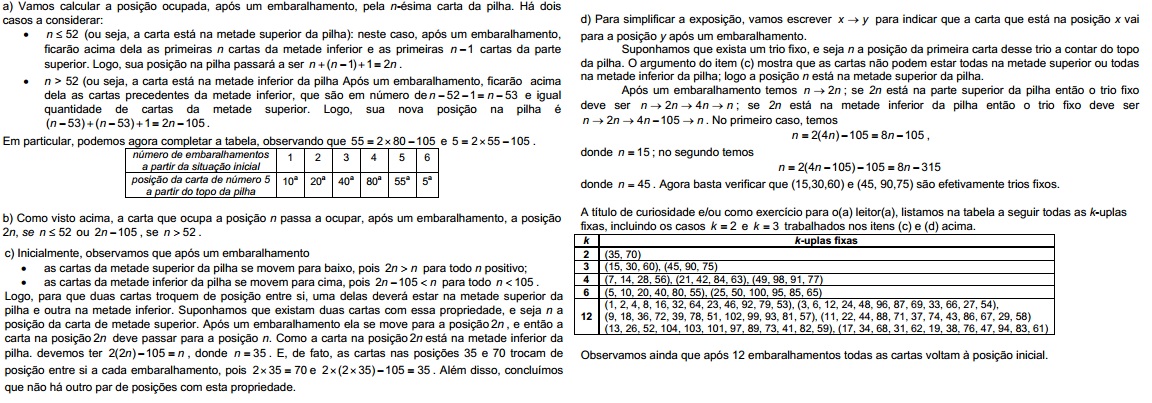 a) Vamos calcular a posição ocupada, após um embaralhamento, pela n-ésima carta da pilha. Há dois
casos a considerar:
• n ≤ 52 (ou seja, a carta está na metade superior da pilha): neste caso, após um embaralhamento,
ficarão acima dela as primeiras n cartas da metade inferior e as primeiras n−1 cartas da parte
superior. Logo, sua posição na pilha passará a ser n+(n−1)+1=2n.
• n > 52 (ou seja, a carta está na metade inferior da pilha Após um embaralhamento, ficarão acima
dela as cartas precedentes da metade inferior, que são em número de n−52−1=n−53 e igual
quantidade de cartas da metade superior. Logo, sua nova posição na pilha é
(n−53)+(n−53)+1=2n−105.
Em particular, podemos agora completar a tabela, observando que 55=2×80−105 e 5=2×55−105.
número de embaralhamentos a partir da situação inicial 1 2 3 4 5 6
posição da carta de número 5 a partir do topo da pilha 10ª 20ª 40ª 80ª 55ª 5ª
b) Como visto acima, a carta que ocupa a posição n passa a ocupar, após um embaralhamento, a posição
2n, se n ≤ 52 ou 2n−105, se n > 52.
c) Inicialmente, observamos que após um embaralhamento
• as cartas da metade superior da pilha se movem para baixo, pois 2n > n para todo n positivo;
• as cartas da metade inferior da pilha se movem para cima, pois 2n−105 < n para todo n < 105.
Logo, para que duas cartas troquem de posição entre si, uma delas deverá estar na metade superior da
pilha e outra na metade inferior. Suponhamos que existam duas cartas com essa propriedade, e seja n a
posição da carta de metade superior. Após um embaralhamento ela se move para a posição 2n, e então a
carta na posição 2n deve passar para a posição n. Como a carta na posição 2n está na metade inferior da
pilha. devemos ter 2(2n)−105=n, donde n=35. E, de fato, as cartas nas posições 35 e 70 trocam de
posição entre si a cada embaralhamento, pois 2×35=70 e 2×(2×35)−105=35. Além disso, concluímos
que não há outro par de posições com esta propriedade.
d) Para simplificar a exposição, vamos escrever x→y para indicar que a carta que está na posição x vai
para a posição y após um embaralhamento.
Suponhamos que exista um trio fixo, e seja n a posição da primeira carta desse trio a contar do topo
da pilha. O argumento do item (c) mostra que as cartas não podem estar todas na metade superior ou todas
na metade inferior da pilha; logo a posição n está na metade superior da pilha.
Após um embaralhamento temos n→2n; se 2n está na parte superior da pilha então o trio fixo
deve ser n→2n→4n→n; se 2n está na metade inferior da pilha então o trio fixo deve ser
n→2n→4n−105→n. No primeiro caso, temos
n=2(4n)−105=8n−105,
donde n=15; no segundo temos
n=2(4n−105)−105=8n−315
donde n=45. Agora basta verificar que (15,30,60) e (45, 90,75) são efetivamente trios fixos.
A título de curiosidade e/ou como exercício para o(a) leitor(a), listamos na tabela a seguir todas as k-uplas
fixas, incluindo os casos k=2 e k=3 trabalhados nos itens (c) e (d) acima.
k k-uplas fixas
2 (35, 70)
3 (15, 30, 60), (45, 90, 75)
4 (7, 14, 28, 56), (21, 42, 84, 63), (49, 98, 91, 77)
6 (5, 10, 20, 40, 80, 55), (25, 50, 100, 95, 85, 65)
12 (1, 2, 4, 8, 16, 32, 64, 23, 46, 92, 79, 53), (3, 6, 12, 24, 48, 96, 87, 69, 33, 66, 27, 54),
(9, 18, 36, 72, 39, 78, 51, 102, 99, 93, 81, 57), (11, 22, 44, 88, 71, 37, 74, 43, 86, 67, 29, 58)
(13, 26, 52, 104, 103, 101, 97, 89, 73, 41, 82, 59), (17, 34, 68, 31, 62, 19, 38, 76, 47, 94, 83, 61)
Observamos ainda que após 12 embaralhamentos todas as cartas voltam à posição inicial.